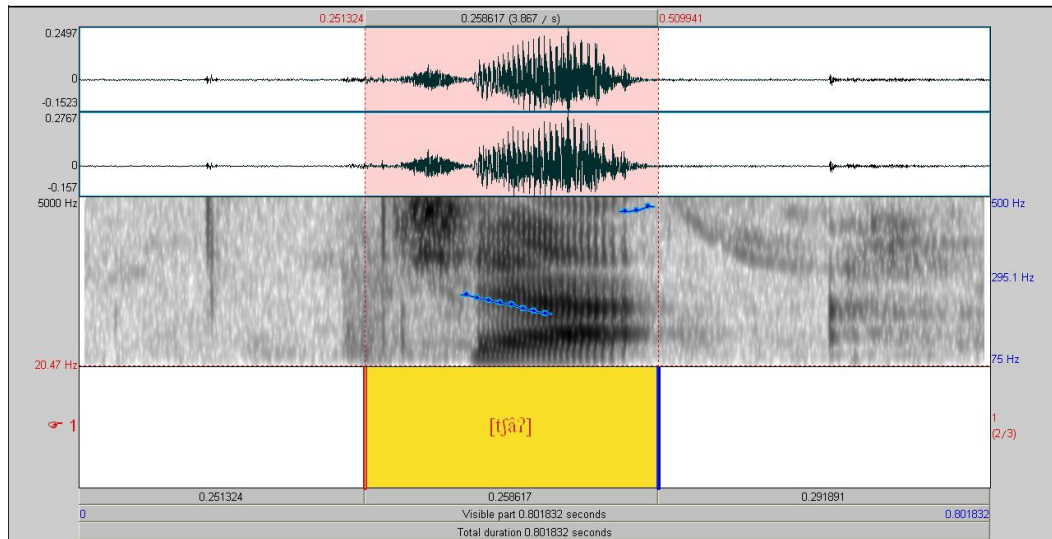 0.251324 0.258617 (3.867 / s) 0.509941
0.2497
0
-0.1523
0.2767
0
-0.157
5000 Hz 500 Hz
295.1 Hz
20.47 Hz 75 Hz
1 [tʃâʔ] 1
(2/3)
0.251324 0.258617 0.291891
0 Visible part 0.801832 seconds 0.801832
Total duration 0.801832 seconds